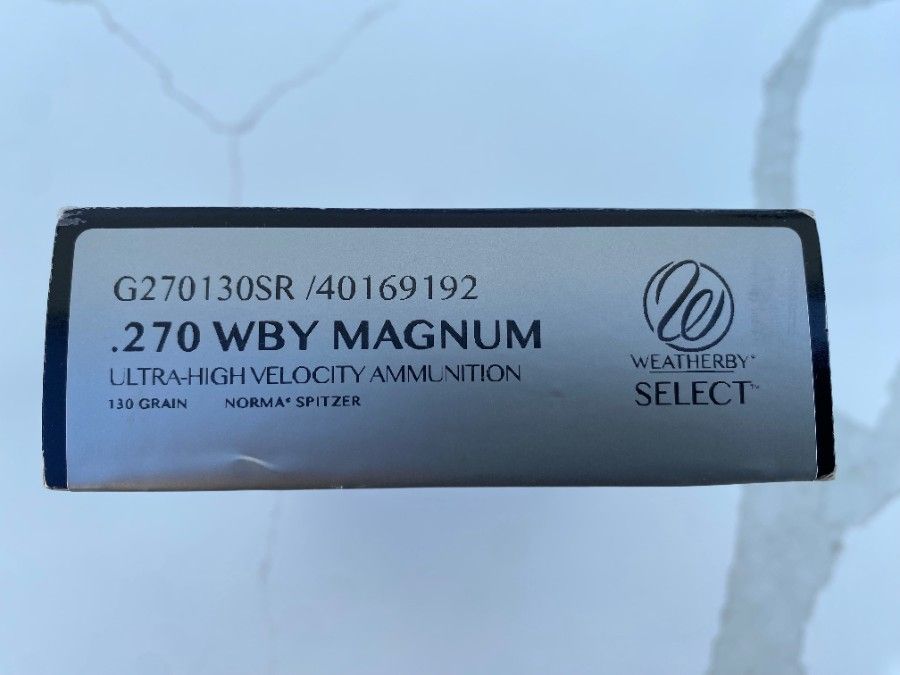 G270130SR /40169192
.270 WBY MAGNUM
ULTRA-HIGH VELOCITY AMMUNITION
130 GRAIN NORMA® SPITZER
WEATHERBY®
SELECT™